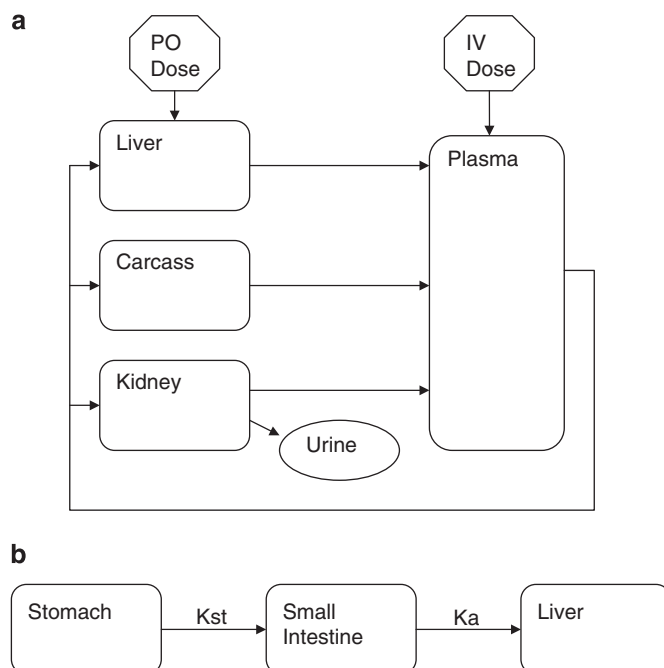 a
PO
Dose
IV
Dose
Liver
Plasma
Carcass
Kidney
Urine
b
Stomach
Kst
Small
Intestine
Ka
Liver